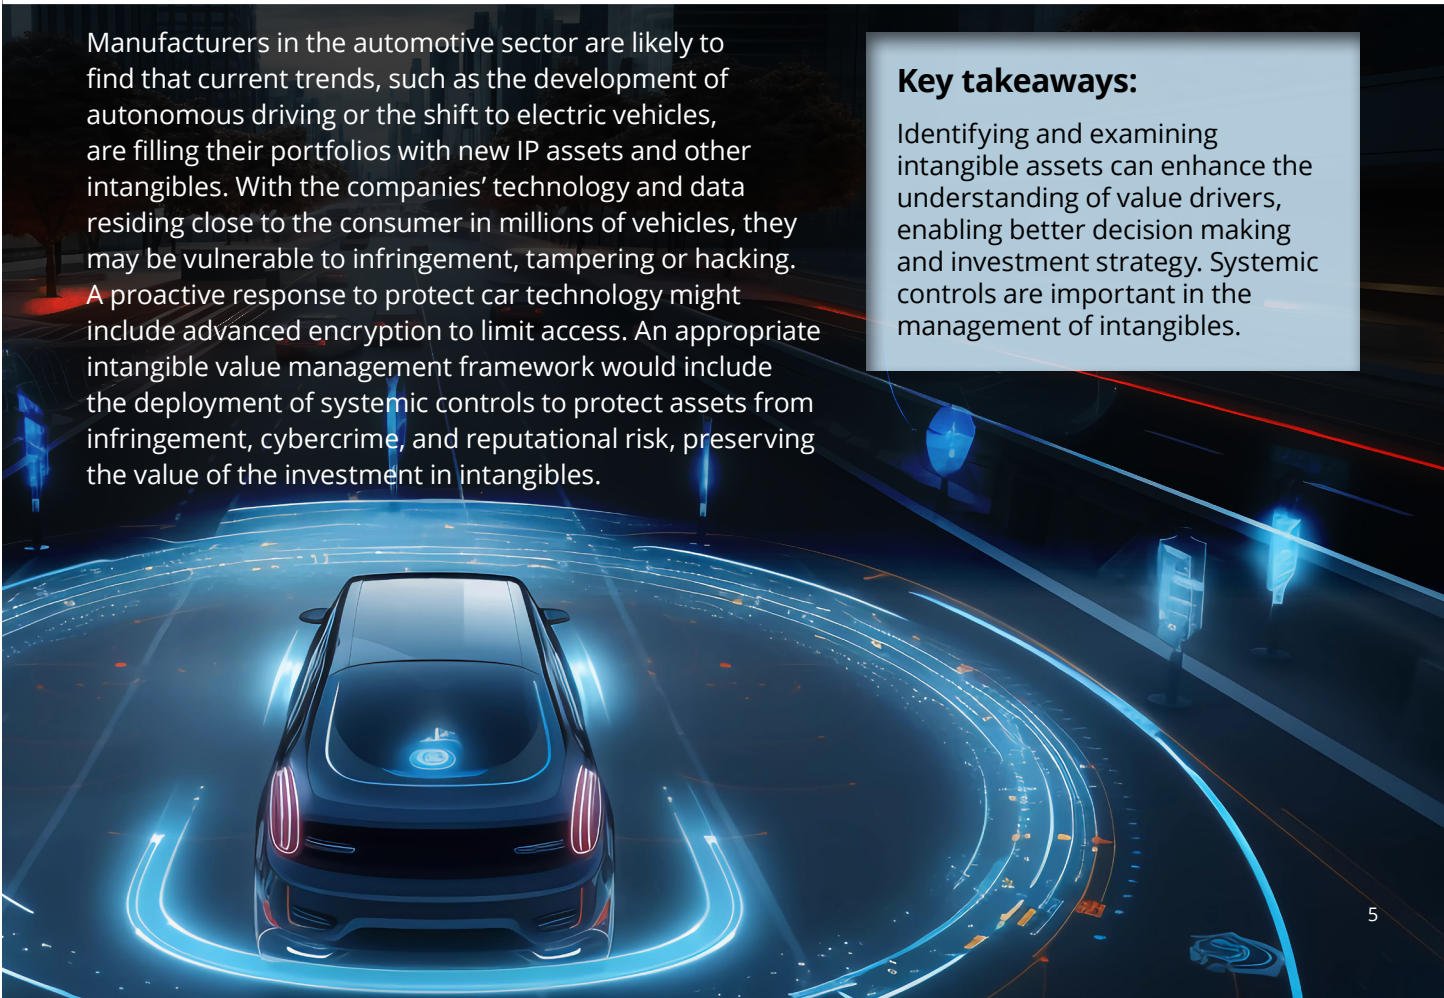 Manufacturers in the automotive sector are likely to
find that current trends, such as the development of
autonomous driving or the shift to electric vehicles,
are filling their portfolios with new IP assets and other
intangibles. With the companies’ technology and data
residing close to the consumer in millions of vehicles, they
may be vulnerable to infringement, tampering or hacking.
A proactive response to protect car technology might
include advanced encryption to limit access. An appropriate
intangible value management framework would include
the deployment of systemic controls to protect assets from
infringement, cybercrime, and reputational risk, preserving
the value of the investment in intangibles.
Key takeaways:
Identifying and examining
intangible assets can enhance the
understanding of value drivers,
enabling better decision making
and investment strategy. Systemic
controls are important in the
management of intangibles.
5